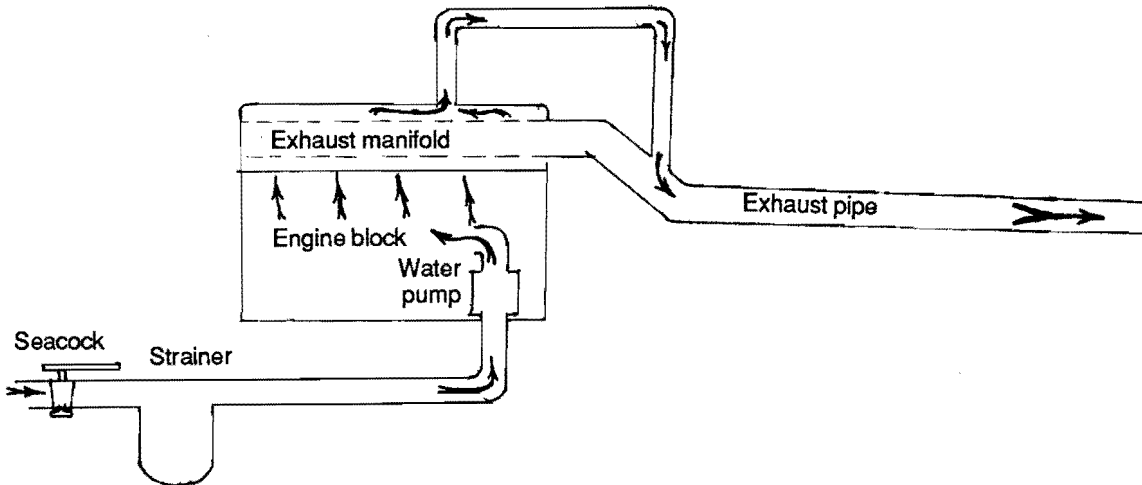 Exhaust manifold
Exhaust pipe
Engine block
Water
pump
Seacock
Strainer